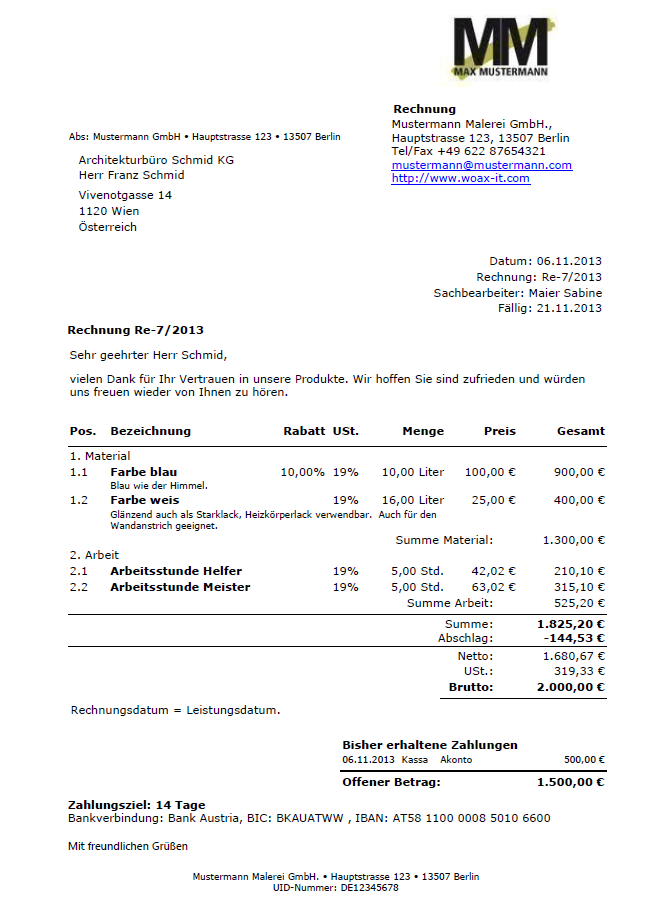 MM
MAX MUSTERMANN
Rechnung
Mustermann Malerei GmbH.,
Hauptstrasse 123, 13507 Berlin
Tel/Fax +49 622 87654321
mustermann@mustermann.com
http://www.woax-it.com
Abs: Mustermann GmbH • Hauptstrasse 123 • 13507 Berlin
Architekturbüro Schmid KG
Herr Franz Schmid
Vivenotgasse 14
1120 Wien
Österreich
Datum: 06.11.2013
Rechnung: Re-7/2013
Sachbearbeiter: Maier Sabine
Fällig: 21.11.2013
Rechnung Re-7/2013
Sehr geehrter Herr Schmid,
vielen Dank für Ihr Vertrauen in unsere Produkte. Wir hoffen Sie sind zufrieden und würden
uns freuen wieder von Ihnen zu hören.
Pos. Bezeichnung Rabatt USt. Menge Preis Gesamt
1. Material
1.1 Farbe blau 10,00% 19% 10,00 Liter 100,00 € 900,00 €
Blau wie der Himmel.
1.2 Farbe weis 19% 16,00 Liter 25,00 € 400,00 €
Glänzend auch als Starklack, Heizkörperlack verwendbar. Auch für den
Wandanstrich geeignet.
Summe Material: 1.300,00 €
2. Arbeit
2.1 Arbeitsstunde Helfer 19% 5,00 Std. 42,02 € 210,10 €
2.2 Arbeitsstunde Meister 19% 5,00 Std. 63,02 € 315,10 €
Summe Arbeit: 525,20 €
Summe: 1.825,20 €
Abschlag: -144,53 €
Netto: 1.680,67 €
USt.: 319,33 €
Brutto: 2.000,00 €
Rechnungsdatum = Leistungsdatum.
Bisher erhaltene Zahlungen
06.11.2013 Kassa Akonto 500,00 €
Offener Betrag: 1.500,00 €
Zahlungsziel: 14 Tage
Bankverbindung: Bank Austria, BIC: BKAUATWW , IBAN: AT58 1100 0008 5010 6600
Mit freundlichen Grüßen
Mustermann Malerei GmbH. • Hauptstrasse 123 • 13507 Berlin
UID-Nummer: DE12345678